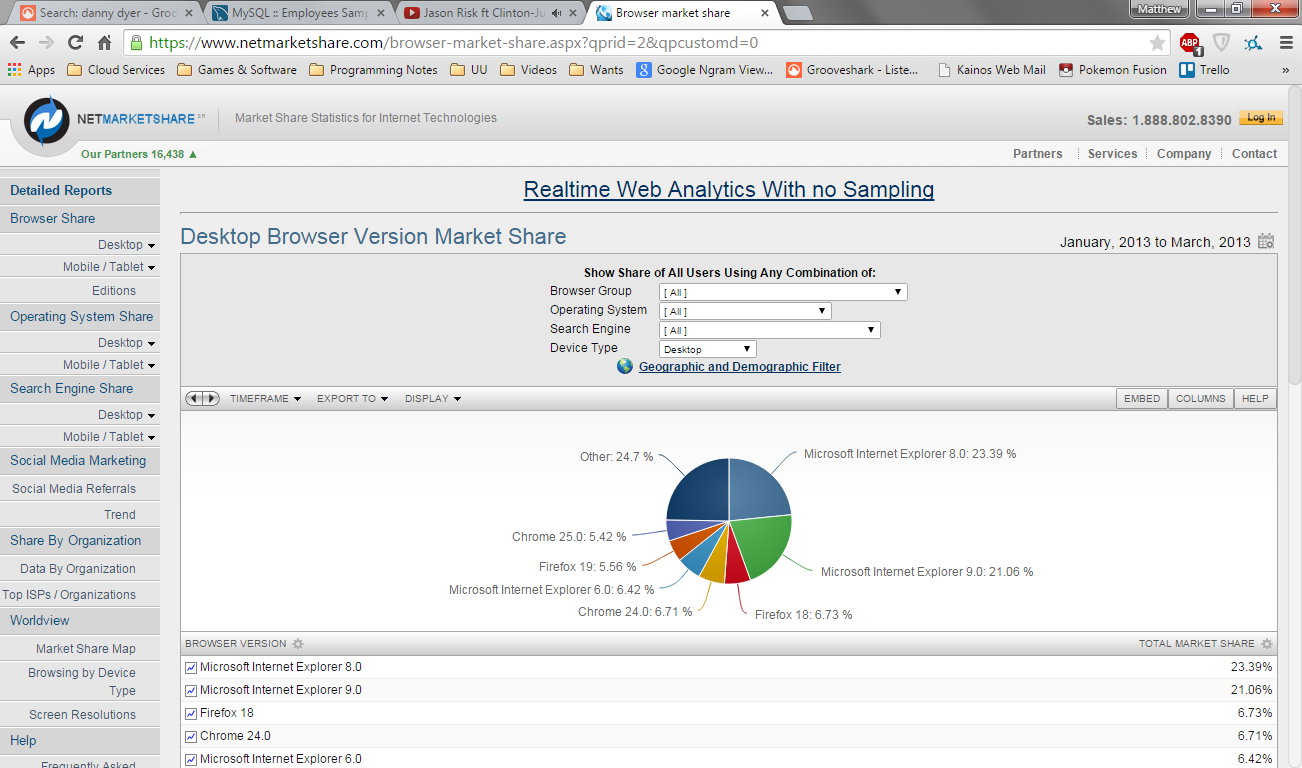 Search: danny dyer - Groo
MySQL :: Employees Samp
Jason Risk ft Clinton-Ju
Browser market share
Matthew
https://www.netmarketshare.com/browser-market-share.aspx?qprid=2&qpcustomd=0
ABP
1
Apps
Cloud Services
Games & Software
Programming Notes
UU
Videos
Wants
Google Ngram View...
Grooveshark - Liste...
Kainos Web Mail
Pokemon Fusion
Trello
»
NETMARKETSHARE SM
Market Share Statistics for Internet Technologies
Sales: 1.888.802.8390
Log In
Our Partners 16,438 ▲
Partners
Services
Company
Contact
Detailed Reports
Browser Share
Desktop
Mobile / Tablet
Editions
Operating System Share
Desktop
Mobile / Tablet
Search Engine Share
Desktop
Mobile / Tablet
Social Media Marketing
Social Media Referrals
Trend
Share By Organization
Data By Organization
Top ISPs / Organizations
Worldview
Market Share Map
Browsing by Device
Type
Screen Resolutions
Help
Frequently Asked
Realtime Web Analytics With no Sampling
Desktop Browser Version Market Share
January, 2013 to March, 2013
Show Share of All Users Using Any Combination of:
Browser Group [ All ]
Operating System [ All ]
Search Engine [ All ]
Device Type Desktop
Geographic and Demographic Filter
TIMEFRAME
EXPORT TO
DISPLAY
EMBED
COLUMNS
HELP
Other: 24.7 %
Microsoft Internet Explorer 8.0: 23.39 %
Chrome 25.0: 5.42 %
Firefox 19: 5.56 %
Microsoft Internet Explorer 9.0: 21.06 %
Microsoft Internet Explorer 6.0: 6.42 %
Chrome 24.0: 6.71 %
Firefox 18: 6.73 %
BROWSER VERSION TOTAL MARKET SHARE
Microsoft Internet Explorer 8.0 23.39%
Microsoft Internet Explorer 9.0 21.06%
Firefox 18 6.73%
Chrome 24.0 6.71%
Microsoft Internet Explorer 6.0 6.42%